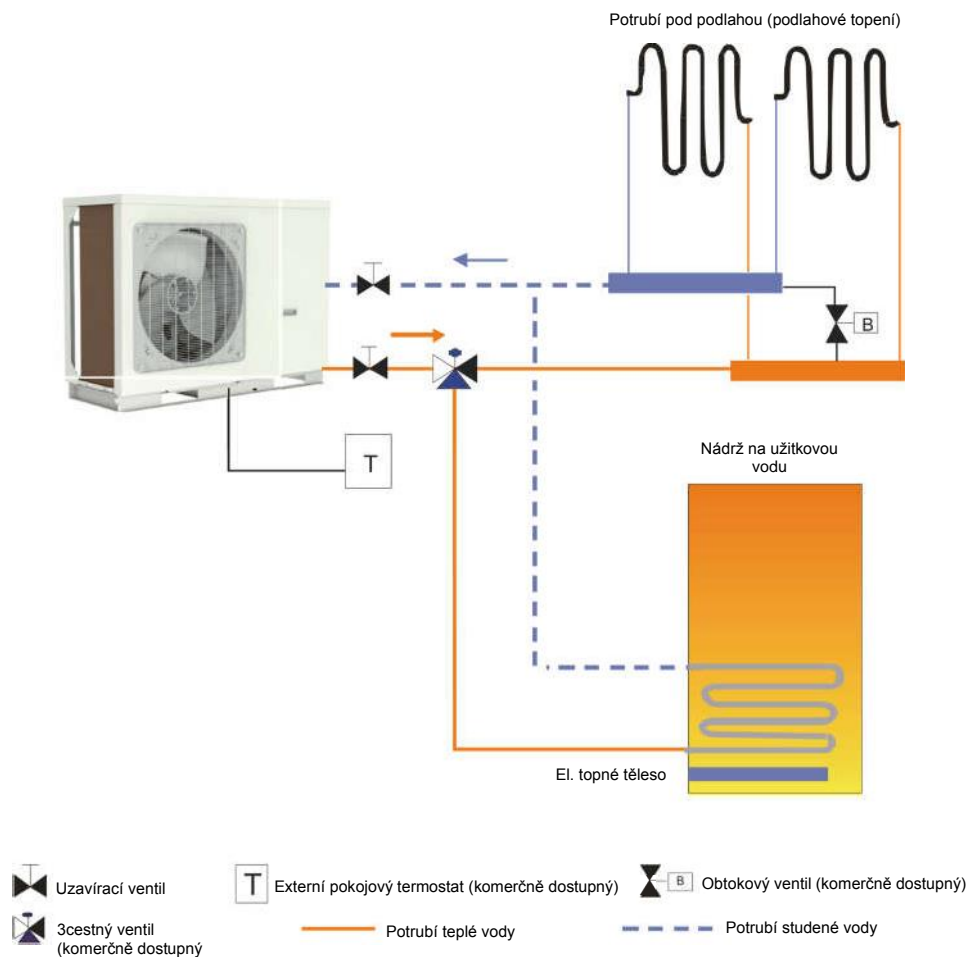 Potrubí pod podlahou (podlahové topení)
B
T
Nádrž na užitkovou
vodu
El. topné těleso
Uzavírací ventil
T
Externí pokojový termostat (komerčně dostupný)
B
Obtokový ventil (komerčně dostupný)
3cestný ventil
(komerčně dostupný
Potrubí teplé vody
Potrubí studené vody